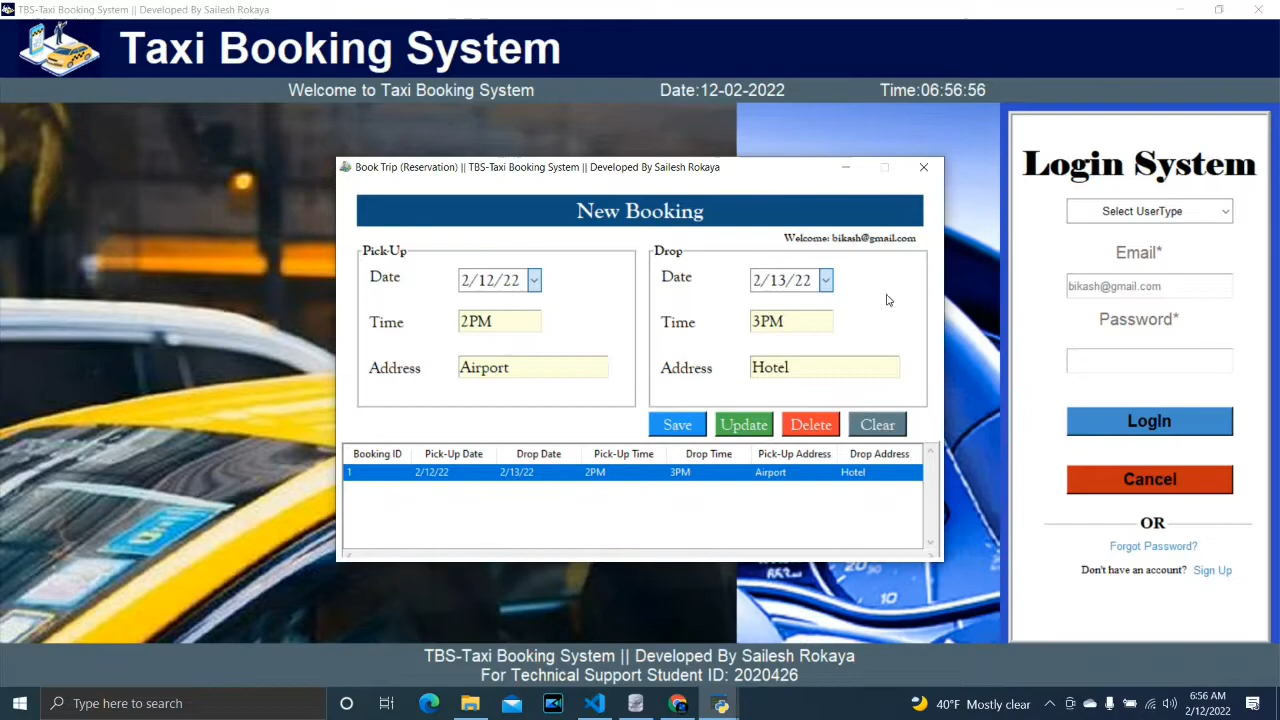 TBS-Taxi Booking System || Developed By Sailesh Rokaya
Taxi Booking System
Welcome to Taxi Booking System Date:12-02-2022 Time:06:56:56
Book Trip (Reservation) || TBS-Taxi Booking System || Developed By Sailesh Rokaya
New Booking
Welcome: bikash@gmail.com
Pick-Up
Date 2/12/22
Time 2PM
Address Airport
Drop
Date 2/13/22
Time 3PM
Address Hotel
Save Update Delete Clear
Booking ID Pick-Up Date Drop Date Pick-Up Time Drop Time Pick-Up Address Drop Address
1 2/12/22 2/13/22 2PM 3PM Airport Hotel
Login System
Select UserType
Email*
bikash@gmail.com
Password*
LogIn
Cancel
OR
Forgot Password?
Don't have an account? Sign Up
TBS-Taxi Booking System || Developed By Sailesh Rokaya
For Technical Support Student ID: 2020426
Type here to search
40°F Mostly clear
6:56 AM
2/12/2022